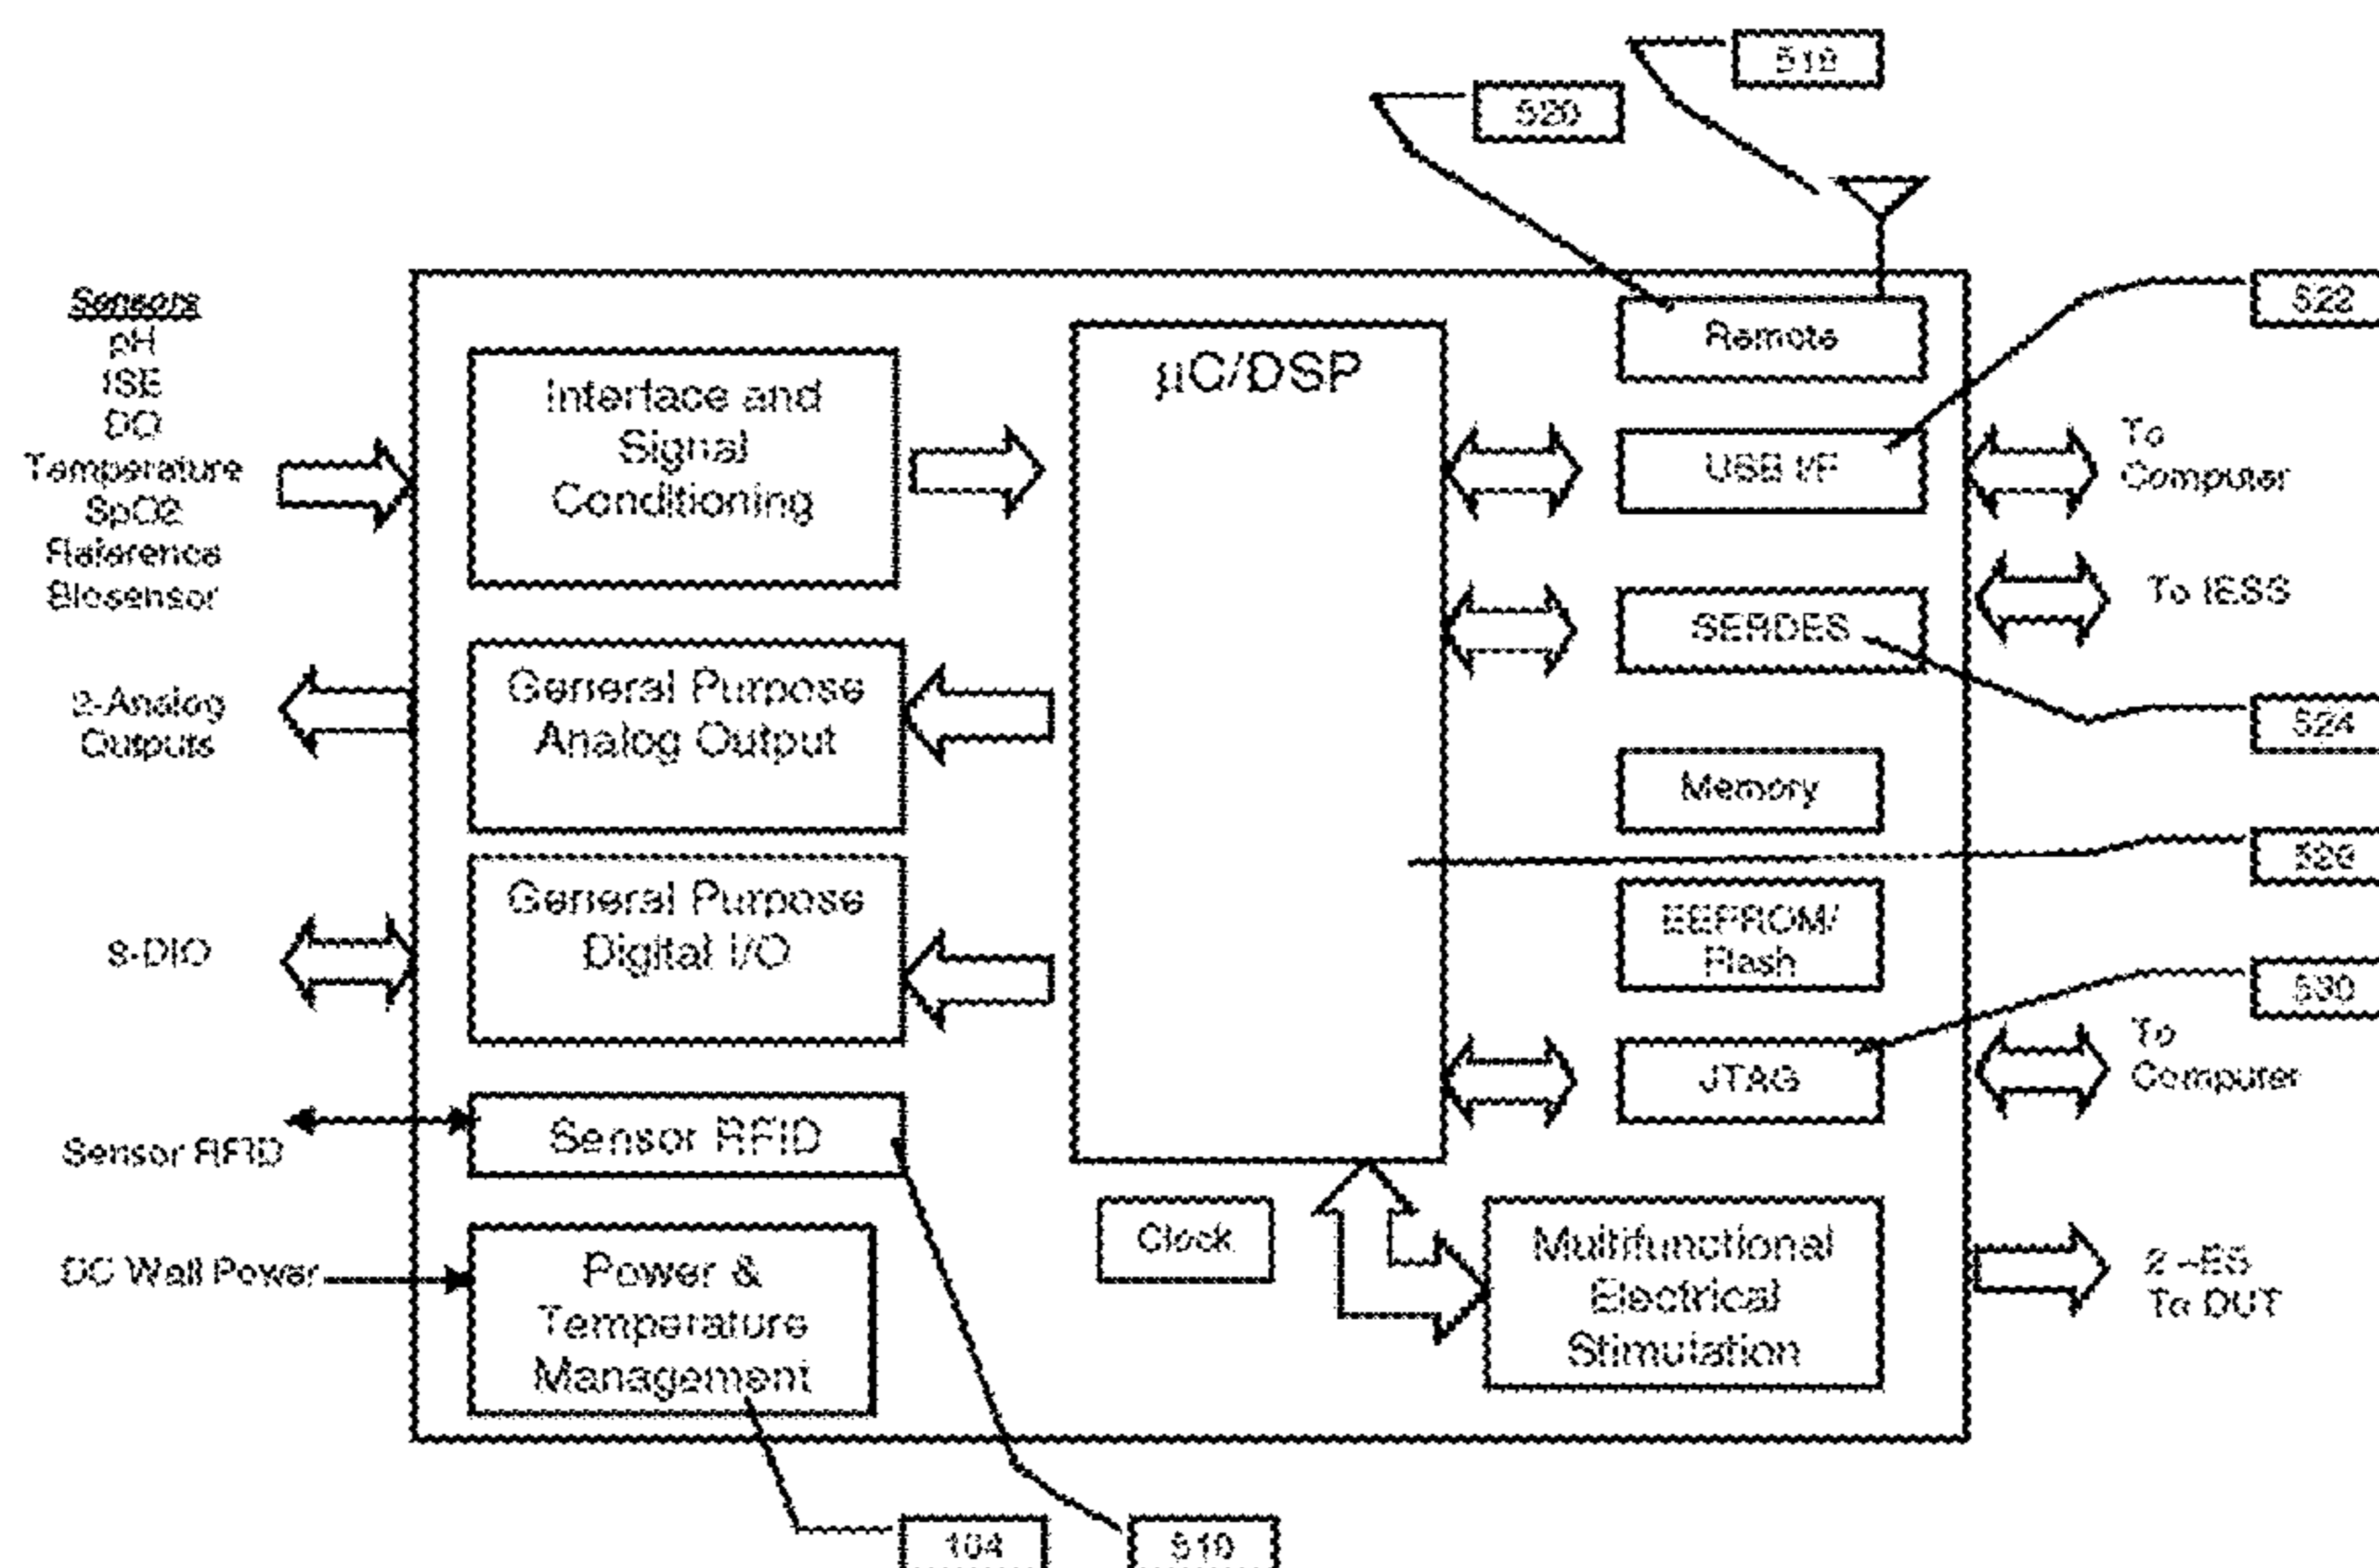 520
Sensors
pH
ISE
DO
Temperature
SpO2
Reference
Biosensor
2-Analog
Outputs
8-DIO
Sensor RFID
DC Wall Power
Interface and
Signal
Conditioning
General Purpose
Analog Output
General Purpose
Digital I/O
Sensor RFID
Power &
Temperature
Management
µC/DSP
Clock
Remote
USB I/F
SERDES
Memory
EEPROM/
Flash
JTAG
Multifunctional
Electrical
Stimulation
522
To
Computer
To IESS
524
530
To
Computer
2 -ES
To DUT
104
510